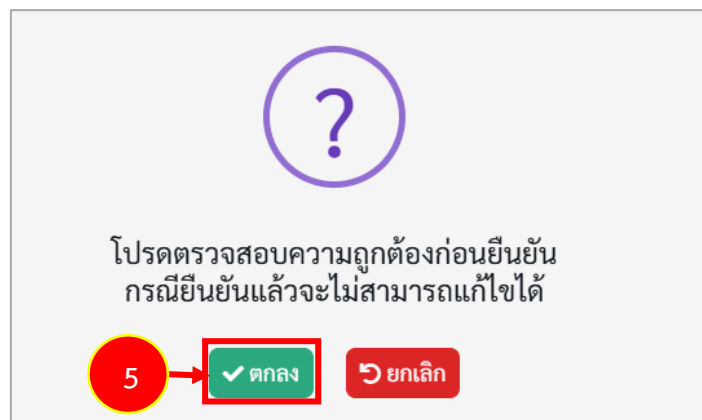 ?
โปรดตรวจสอบความถูกต้องก่อนยืนยัน
กรณียืนยันแล้วจะไม่สามารถแก้ไขได้
5 ตกลง ยกเลิก